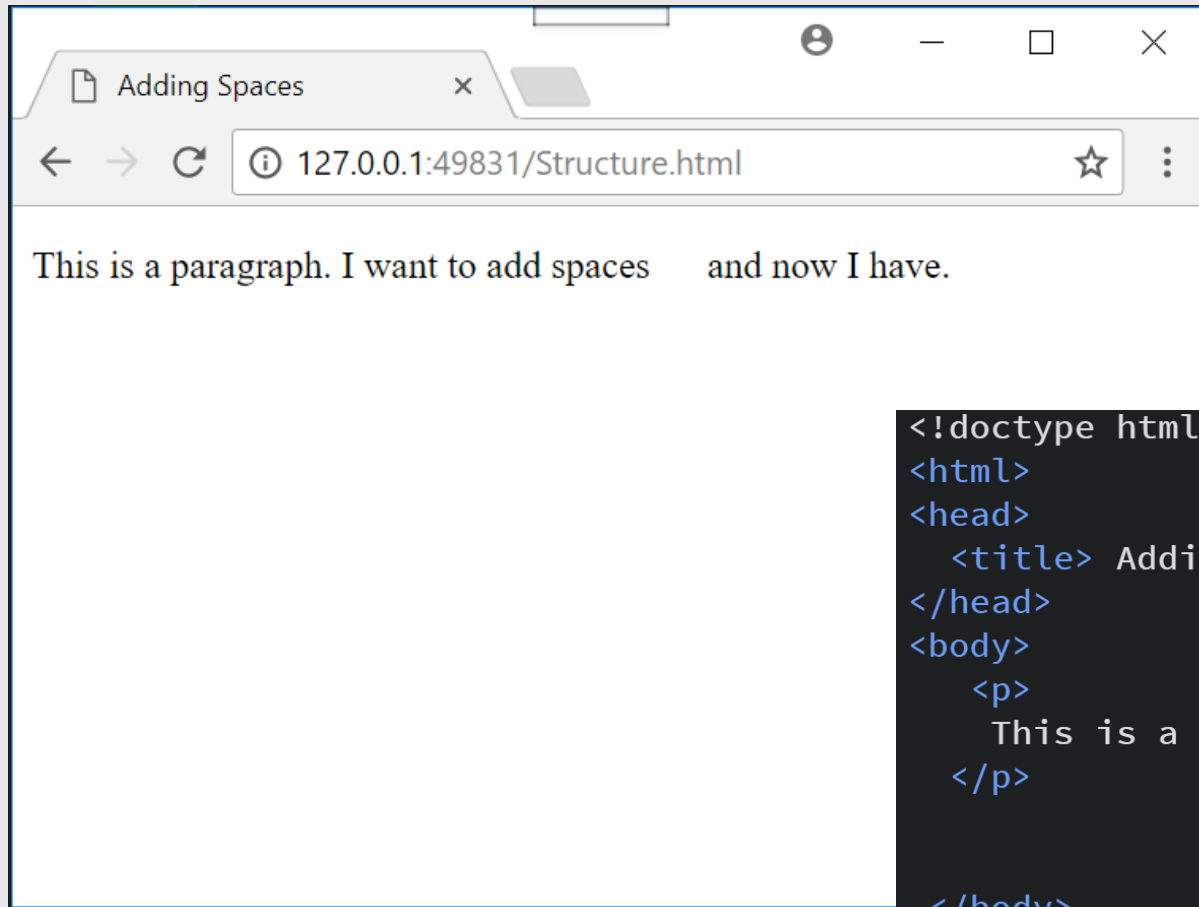 Adding Spaces
127.0.0.1:49831/Structure.html
This is a paragraph. I want to add spaces      and now I have.
<!doctype html
<html>
<head>
<title> Addi
</head>
<body>
<p>
This is a
</p>
</body>